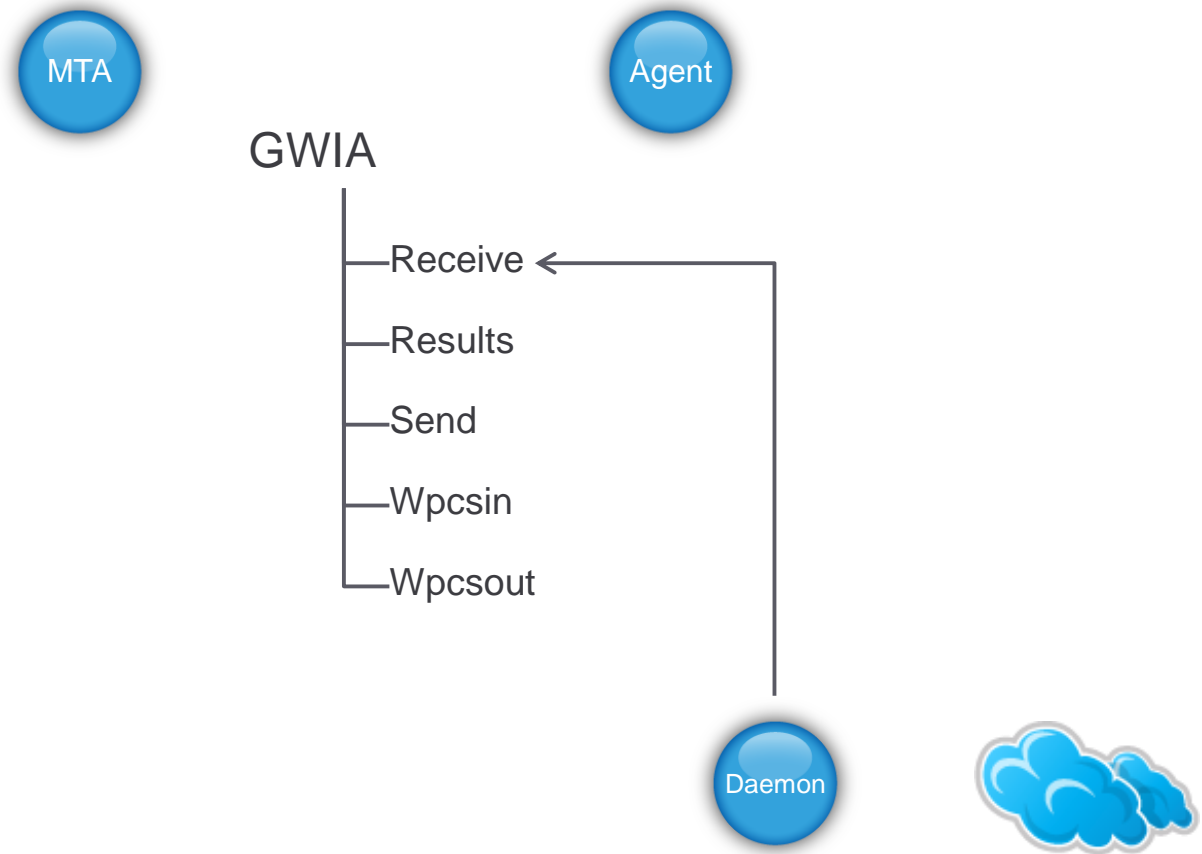 MTA
Agent
GWIA
Receive
Results
Send
Wpcsin
Wpcsout
Daemon